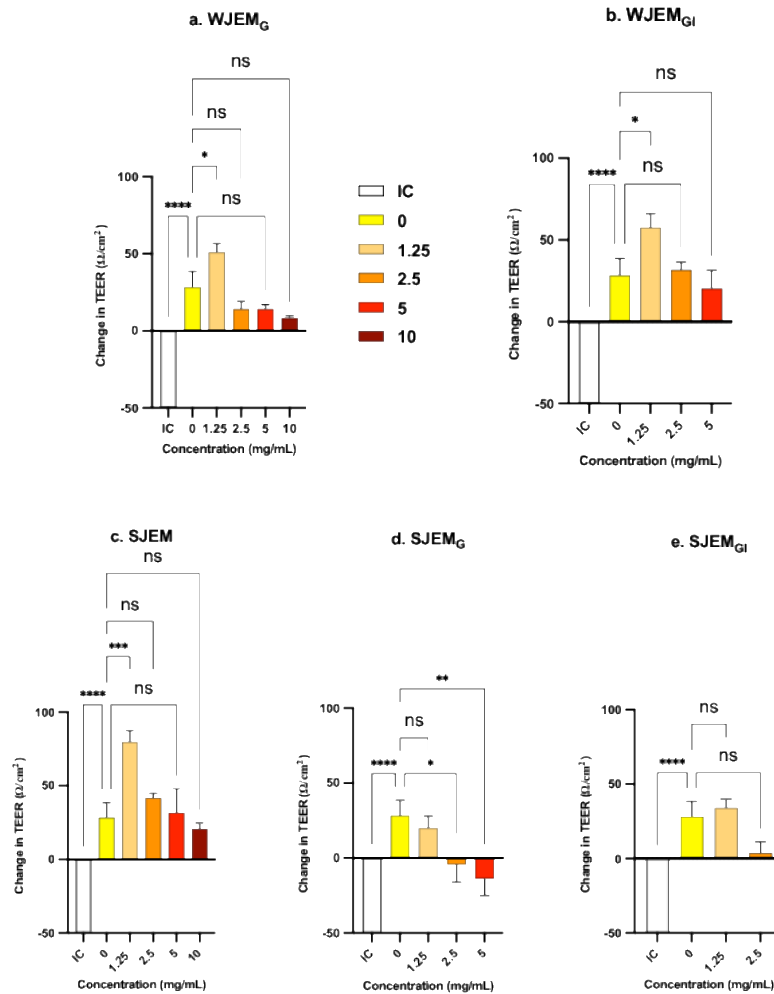 a. WJEM_G
ns
ns
*
****
ns
100
50
0
-50
Change in TEER (Ω/cm²)
IC 0 1.25 2.5 5 10
Concentration (mg/mL)
IC
0
1.25
2.5
5
10
b. WJEM_GI
ns
*
****
ns
100
50
0
-50
Change in TEER (Ω/cm²)
IC 0 1.25 2.5 5
Concentration (mg/mL)
c. SJEM
ns
ns
***
****
ns
100
50
0
-50
Change in TEER (Ω/cm²)
IC 0 1.25 2.5 5 10
Concentration (mg/mL)
d. SJEM_G
**
ns
****
*
100
50
0
-50
Change in TEER (Ω/cm²)
IC 0 1.25 2.5 5
Concentration (mg/mL)
e. SJEM_GI
ns
****
ns
100
50
0
-50
Change in TEER (Ω/cm²)
IC 0 1.25 2.5
Concentration (mg/mL)